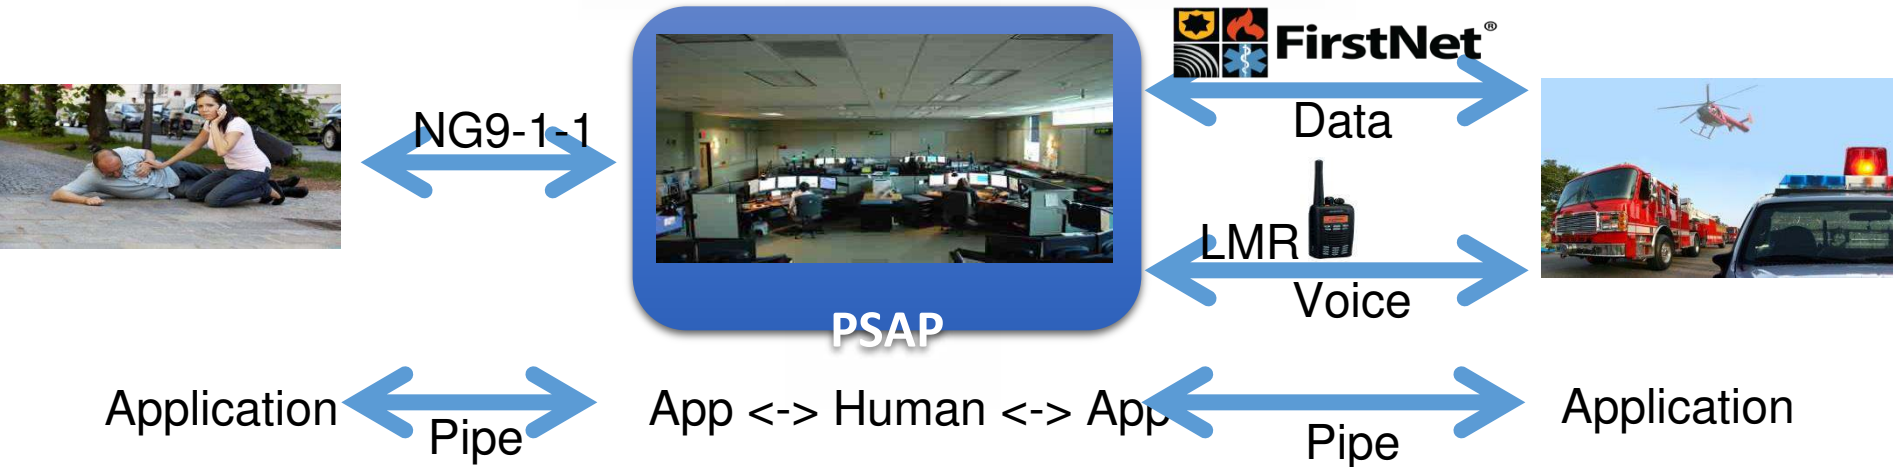 FirstNet®
NG9-1-1
Data
LMR
Voice
PSAP
Application
Pipe
App <-> Human <-> App
Pipe
Application